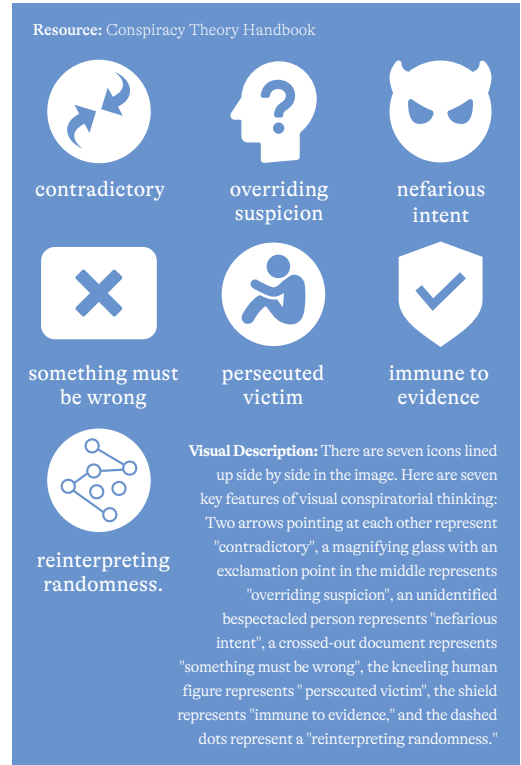 Resource: Conspiracy Theory Handbook
contradictory
overriding
suspicion
nefarious
intent
something must
be wrong
persecuted
victim
immune to
evidence
reinterpreting
randomness.
Visual Description: There are seven icons lined
up side by side in the image. Here are seven
key features of visual conspiratorial thinking:
Two arrows pointing at each other represent
"contradictory", a magnifying glass with an
exclamation point in the middle represents
"overriding suspicion", an unidentified
bespectacled person represents "nefarious
intent", a crossed-out document represents
"something must be wrong", the kneeling human
figure represents " persecuted victim", the shield
represents "immune to evidence," and the dashed
dots represent a "reinterpreting randomness."